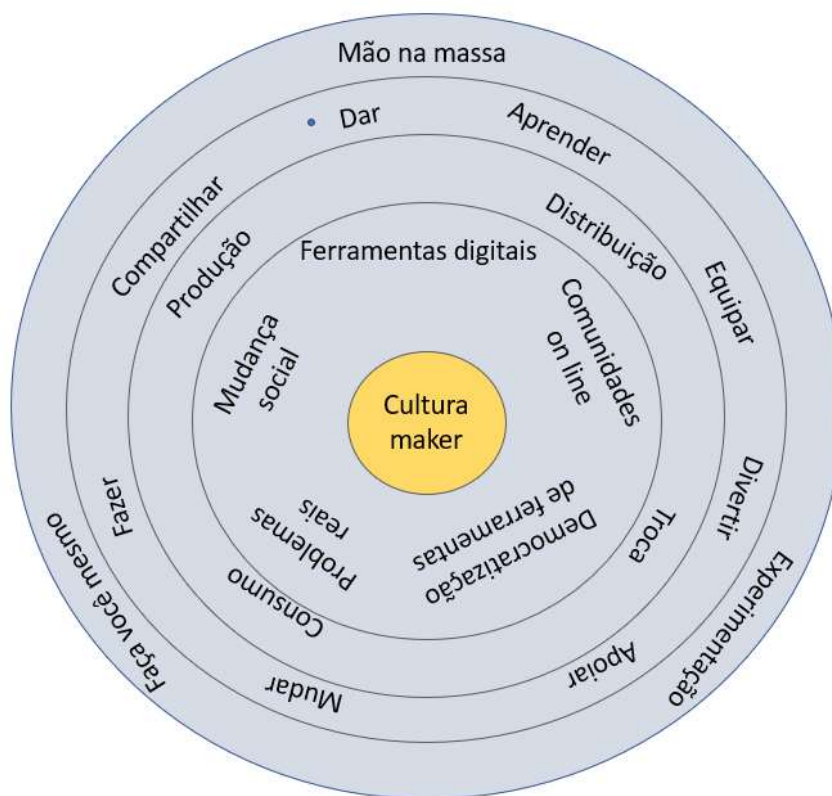 Mão na massa
Experimentação
Faça você mesmo
Dar
Aprender
Equipar
Divertir
Apoiar
Mudar
Fazer
Compartilhar
Produção
Distribuição
Troca
Consumo
Ferramentas digitais
Comunidades
on line
Democratização
de ferramentas
Problemas
reais
Mudança
social
Cultura
maker